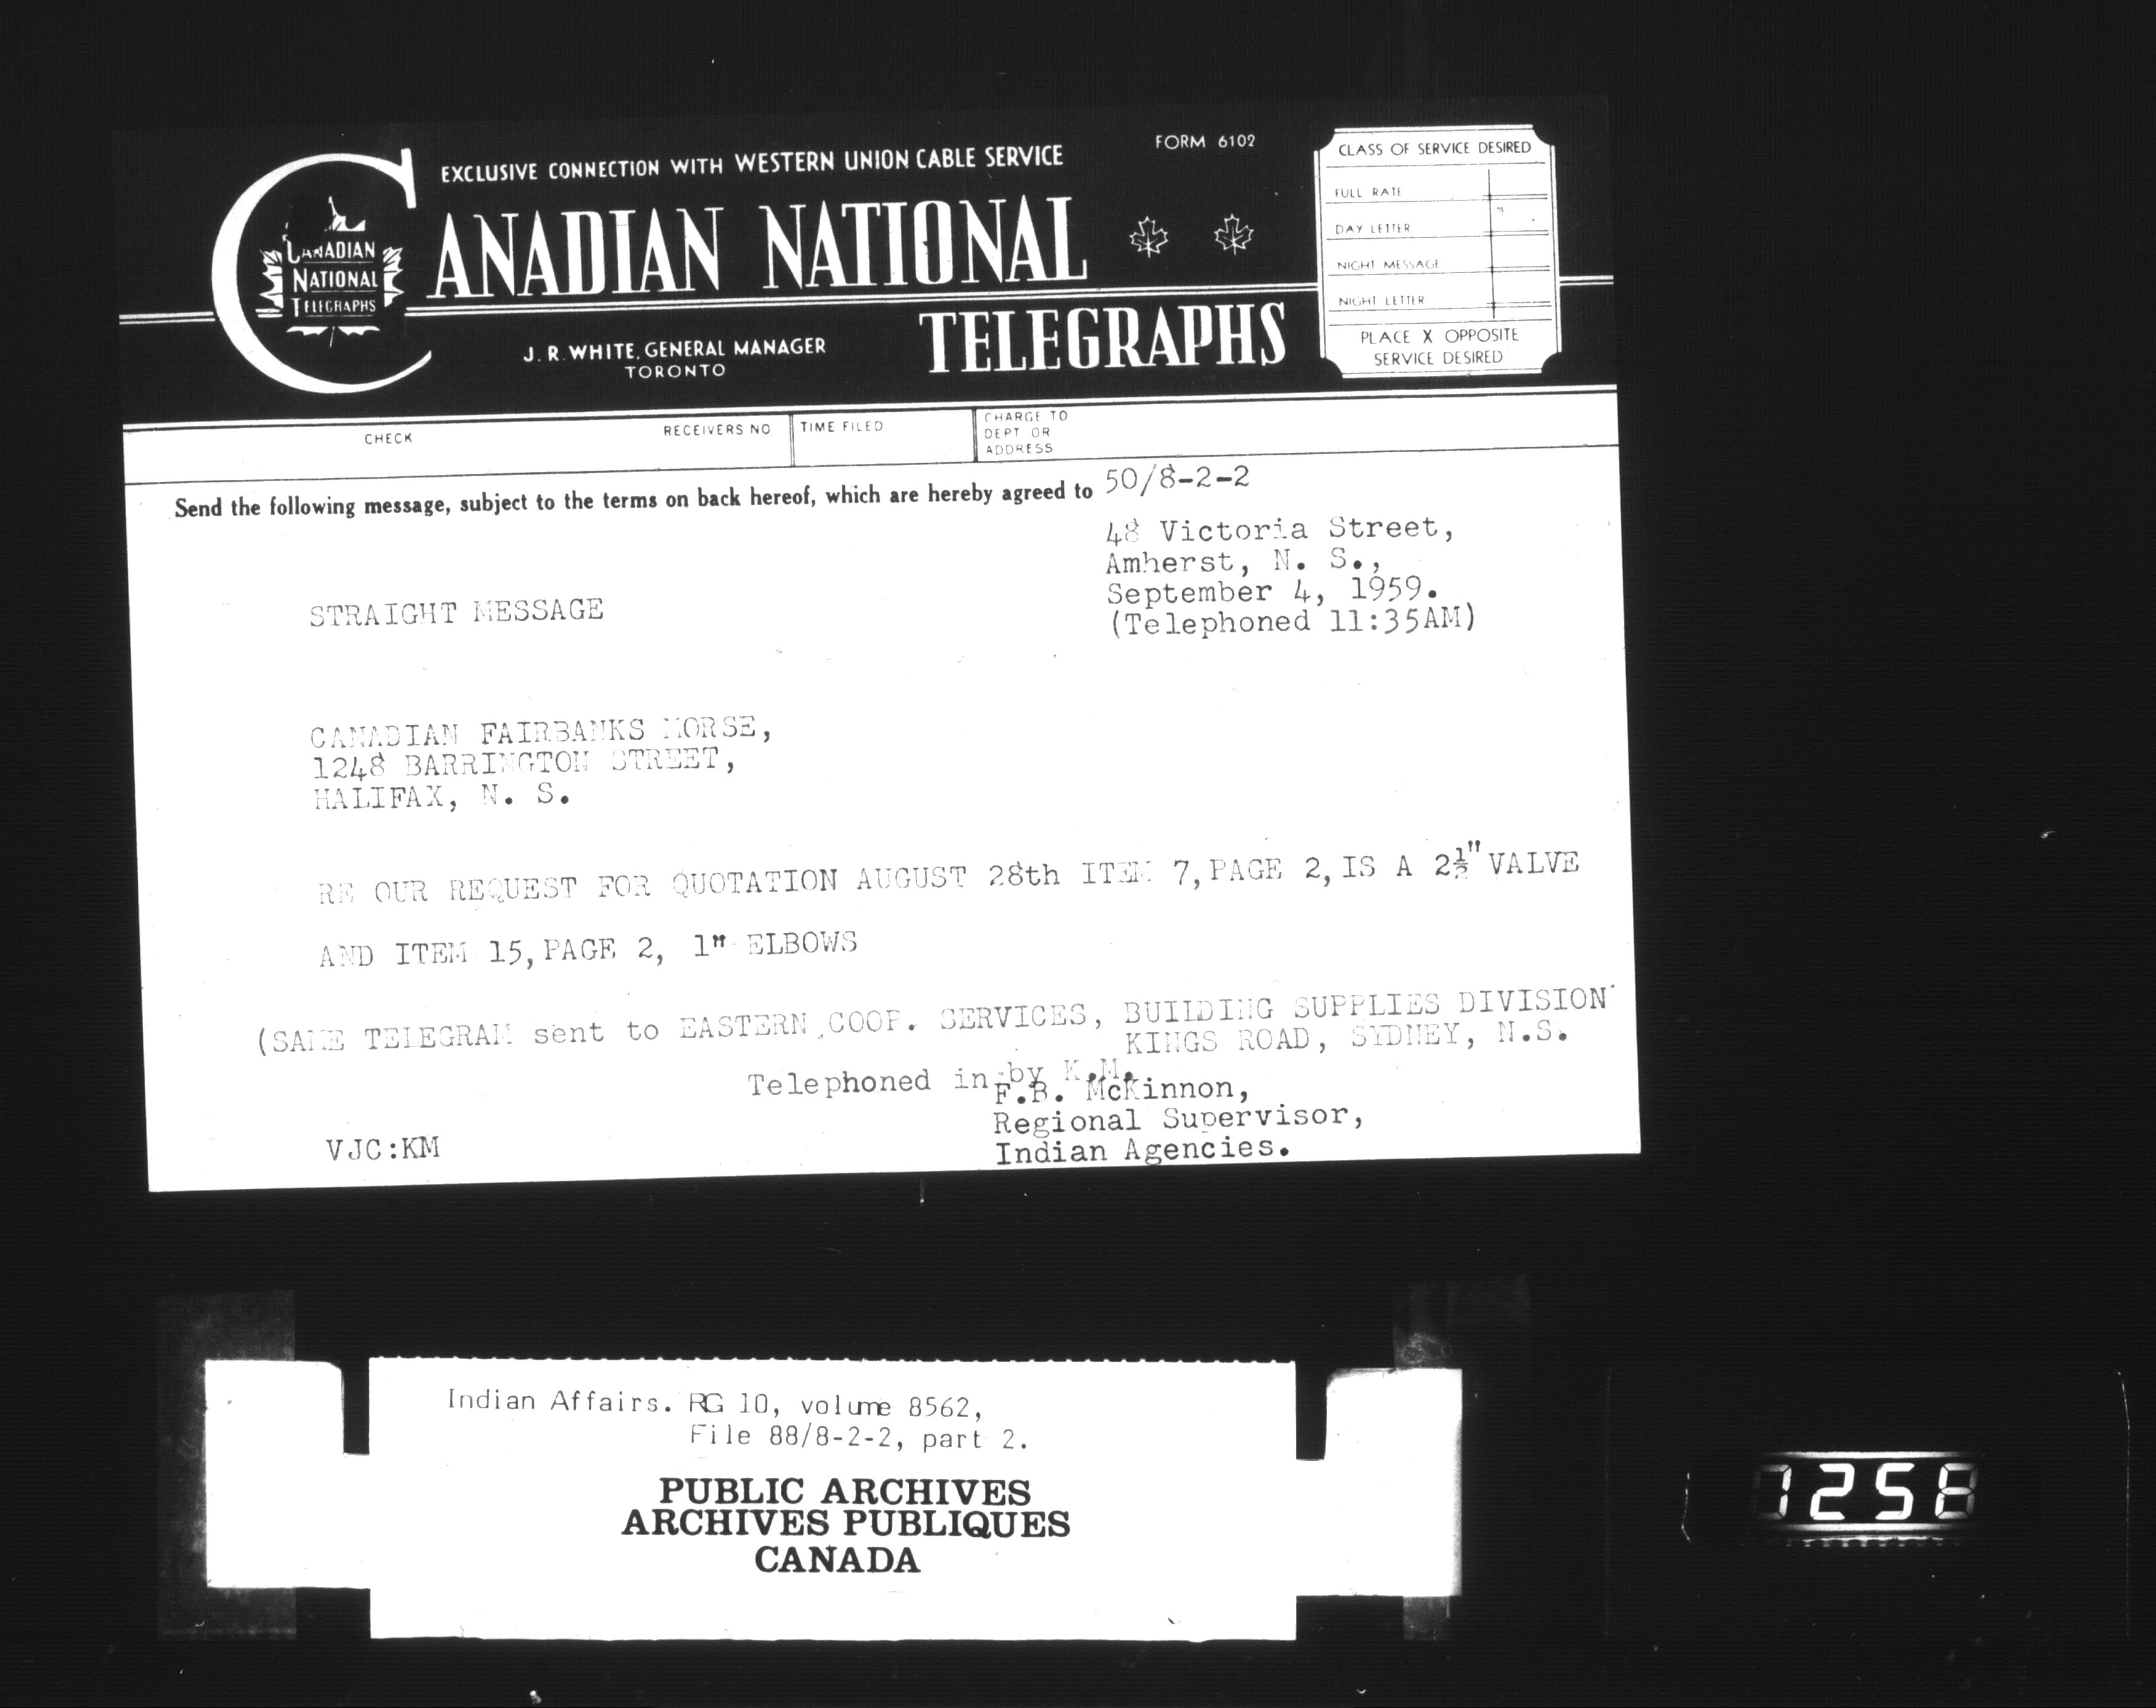 EXCLUSIVE CONNECTION WITH WESTERN UNION CABLE SERVICE
FORM 6102
CANADIAN NATIONAL
TELEGRAPHS
CANADIAN
NATIONAL
TELEGRAPHS
J. R. WHITE, GENERAL MANAGER
TORONTO
CLASS OF SERVICE DESIRED
FULL RATE
DAY LETTER
NIGHT MESSAGE
NIGHT LETTER
PLACE X OPPOSITE
SERVICE DESIRED
CHECK
RECEIVERS NO
TIME FILED
CHARGE TO
DEPT OR
ADDRESS
Send the following message, subject to the terms on back hereof, which are hereby agreed to 50/8-2-2
48 Victoria Street,
Amherst, N. S.,
September 4, 1959.
(Telephoned 11:35AM)
STRAIGHT MESSAGE
CANADIAN FAIRBANKS MORSE,
1248 BARRINGTON STREET,
HALIFAX, N. S.
RE OUR REQUEST FOR QUOTATION AUGUST 28th ITEM 7, PAGE 2, IS A 2½" VALVE
AND ITEM 15, PAGE 2, 1" ELBOWS
(SAME TELEGRAM sent to EASTERN COOP. SERVICES, BUILDING SUPPLIES DIVISION
KINGS ROAD, SYDNEY, N.S.
Telephoned in by K.M.
F.B. McKinnon,
Regional Supervisor,
VJC:KM
Indian Agencies.
Indian Affairs. RG 10, volume 8562,
File 88/8-2-2, part 2.
PUBLIC ARCHIVES
ARCHIVES PUBLIQUES
CANADA
1258